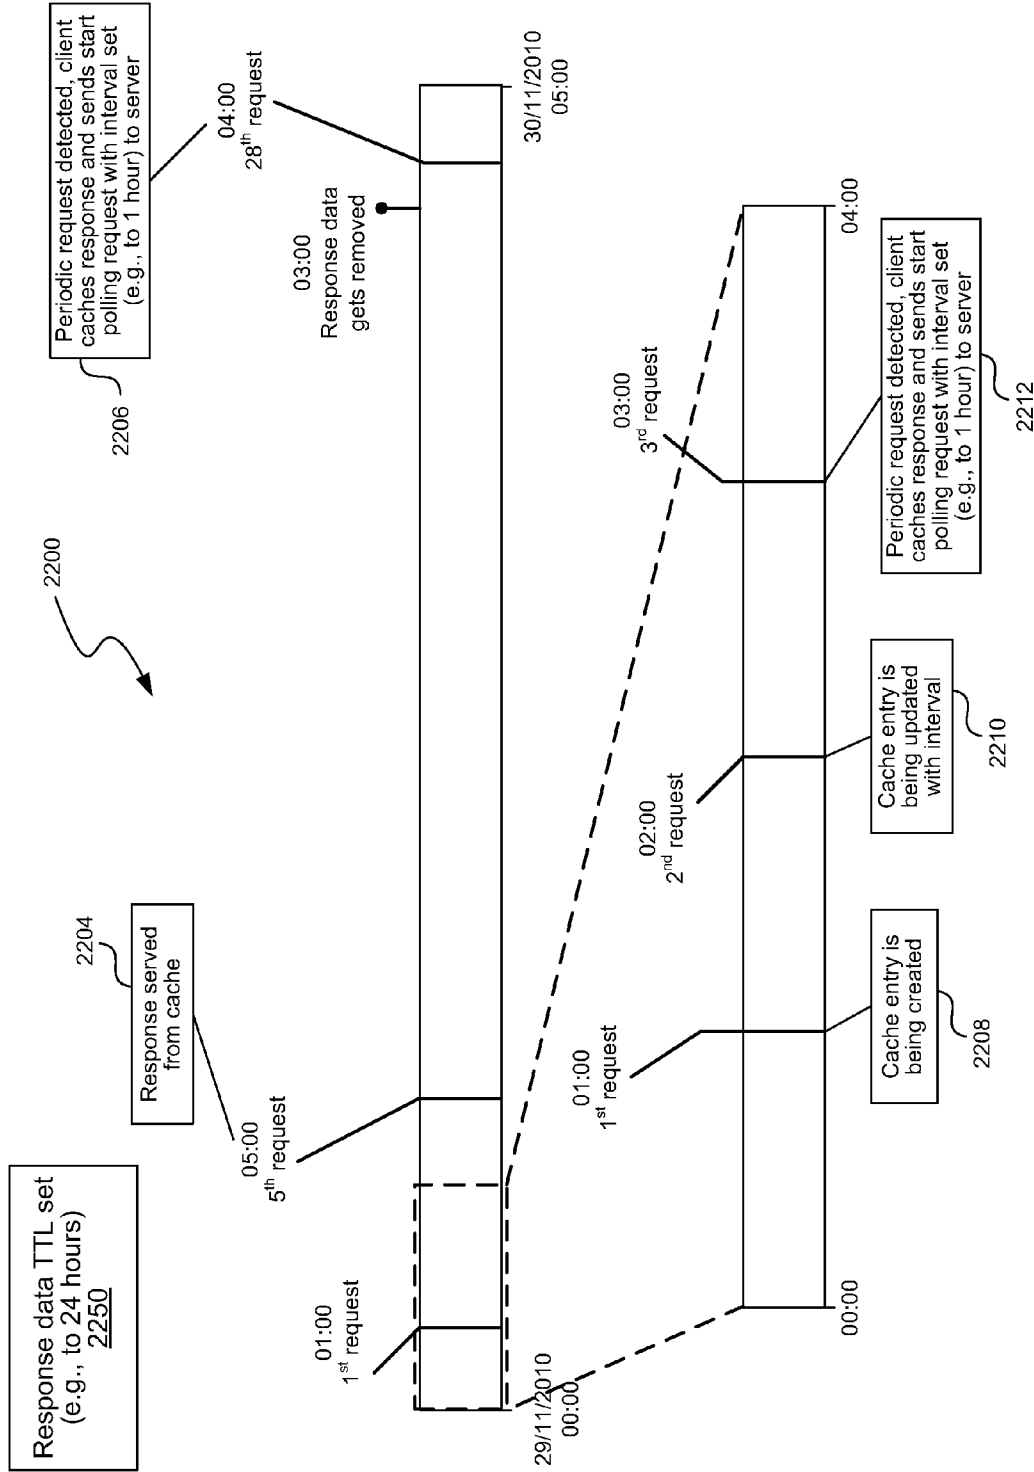 Response data TTL set
(e.g., to 24 hours)
2250
2200
2204
Response served
from cache
2206
Periodic request detected, client
caches response and sends start
polling request with interval set
(e.g., to 1 hour) to server
01:00
1st request
05:00
5th request
03:00
Response data
gets removed
04:00
28th request
29/11/2010
00:00
30/11/2010
05:00
01:00
1st request
02:00
2nd request
03:00
3rd request
00:00
04:00
Cache entry is
being created
2208
Cache entry is
being updated
with interval
2210
Periodic request detected, client
caches response and sends start
polling request with interval set
(e.g., to 1 hour) to server
2212